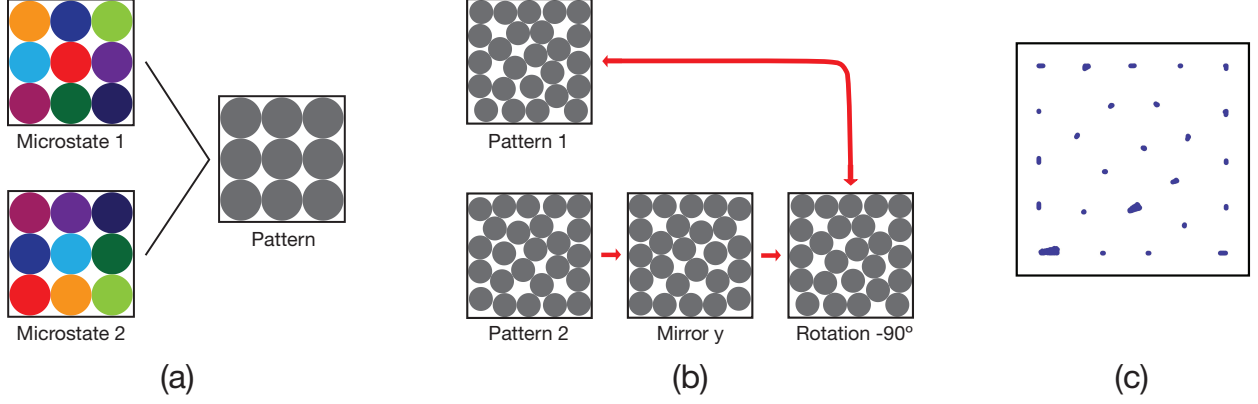 Microstate 1
Microstate 2
Pattern
(a)
Pattern 1
Pattern 2
Mirror y
Rotation -90º
(b)
(c)